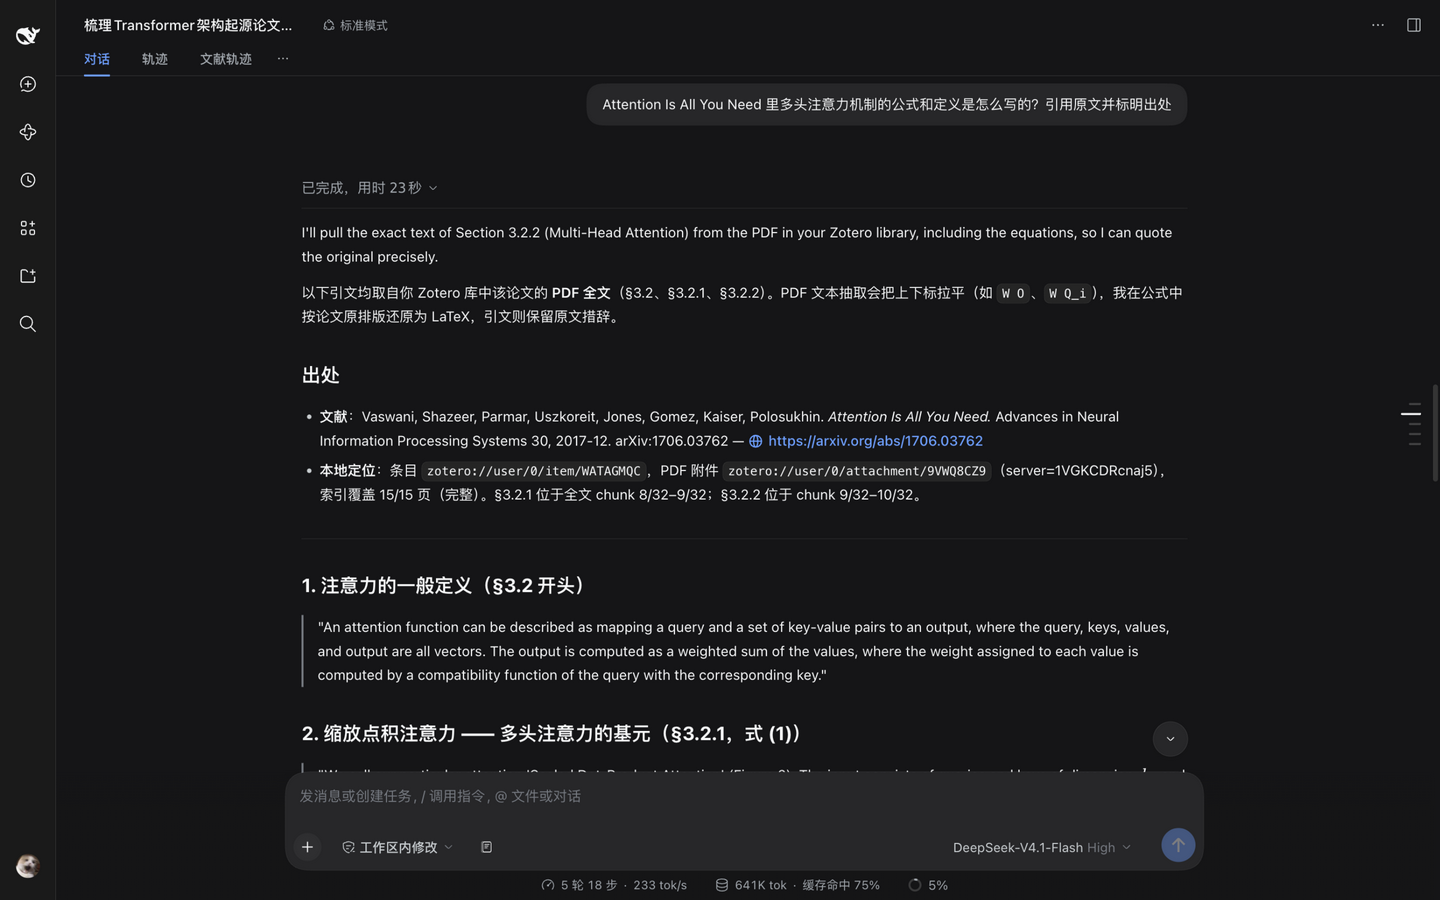 梳理 Transformer 架构起源论文...
标准模式
对话
轨迹
文献轨迹
Attention Is All You Need 里多头注意力机制的公式和定义是怎么写的？引用原文并标明出处
已完成，用时 23秒
I'll pull the exact text of Section 3.2.2 (Multi-Head Attention) from the PDF in your Zotero library, including the equations, so I can quote
the original precisely.
以下引文均取自你 Zotero 库中该论文的 PDF 全文（§3.2、§3.2.1、§3.2.2）。PDF 文本抽取会把上下标拉平（如 W O、W Q_i），我在公式中
按论文原排版还原为 LaTeX，引文则保留原文措辞。
出处
• 文献：Vaswani, Shazeer, Parmar, Uszkoreit, Jones, Gomez, Kaiser, Polosukhin. Attention Is All You Need. Advances in Neural
Information Processing Systems 30, 2017-12. arXiv:1706.03762 — https://arxiv.org/abs/1706.03762
• 本地定位：条目 zotero://user/0/item/WATAGMQC，PDF 附件 zotero://user/0/attachment/9VWQ8CZ9（server=1VGKCDRcnaj5），
索引覆盖 15/15 页（完整）。§3.2.1 位于全文 chunk 8/32–9/32；§3.2.2 位于 chunk 9/32–10/32。
1. 注意力的一般定义（§3.2 开头）
"An attention function can be described as mapping a query and a set of key-value pairs to an output, where the query, keys, values,
and output are all vectors. The output is computed as a weighted sum of the values, where the weight assigned to each value is
computed by a compatibility function of the query with the corresponding key."
2. 缩放点积注意力 —— 多头注意力的基元（§3.2.1，式 (1)）
发消息或创建任务, / 调用指令, @ 文件或对话
工作区内修改
DeepSeek-V4.1-Flash High
5 轮 18 步 · 233 tok/s
641K tok · 缓存命中 75%
5%